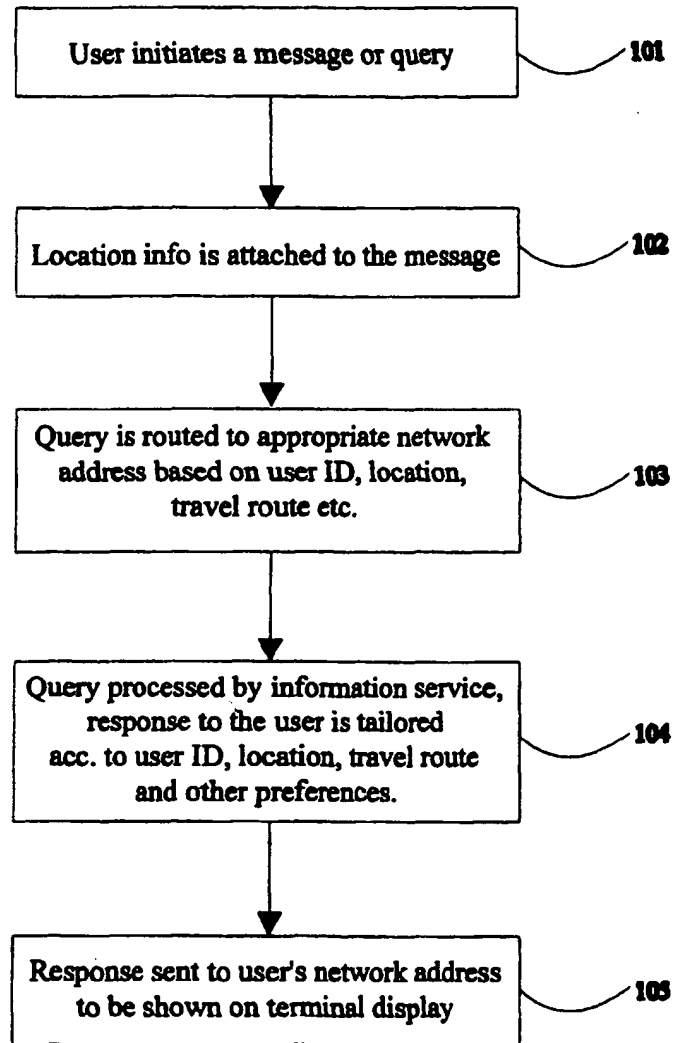 User initiates a message or query
101
Location info is attached to the message
102
Query is routed to appropriate network
address based on user ID, location,
travel route etc.
103
Query processed by information service,
response to the user is tailored
acc. to user ID, location, travel route
and other preferences.
104
Response sent to user's network address
to be shown on terminal display
105